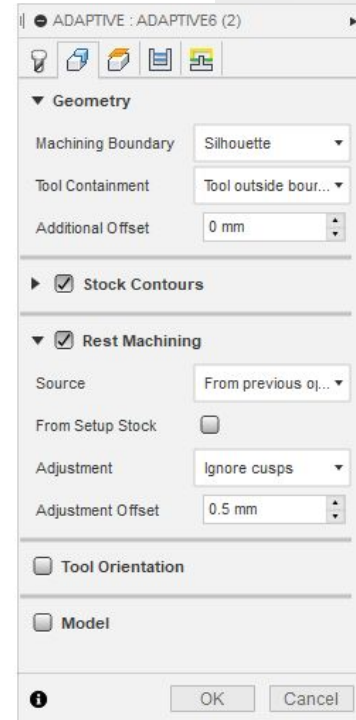 ADAPTIVE : ADAPTIVE6 (2)
Geometry
Machining Boundary Silhouette
Tool Containment Tool outside bour...
Additional Offset 0 mm
Stock Contours
Rest Machining
Source From previous o...
From Setup Stock
Adjustment Ignore cusps
Adjustment Offset 0.5 mm
Tool Orientation
Model
OK Cancel